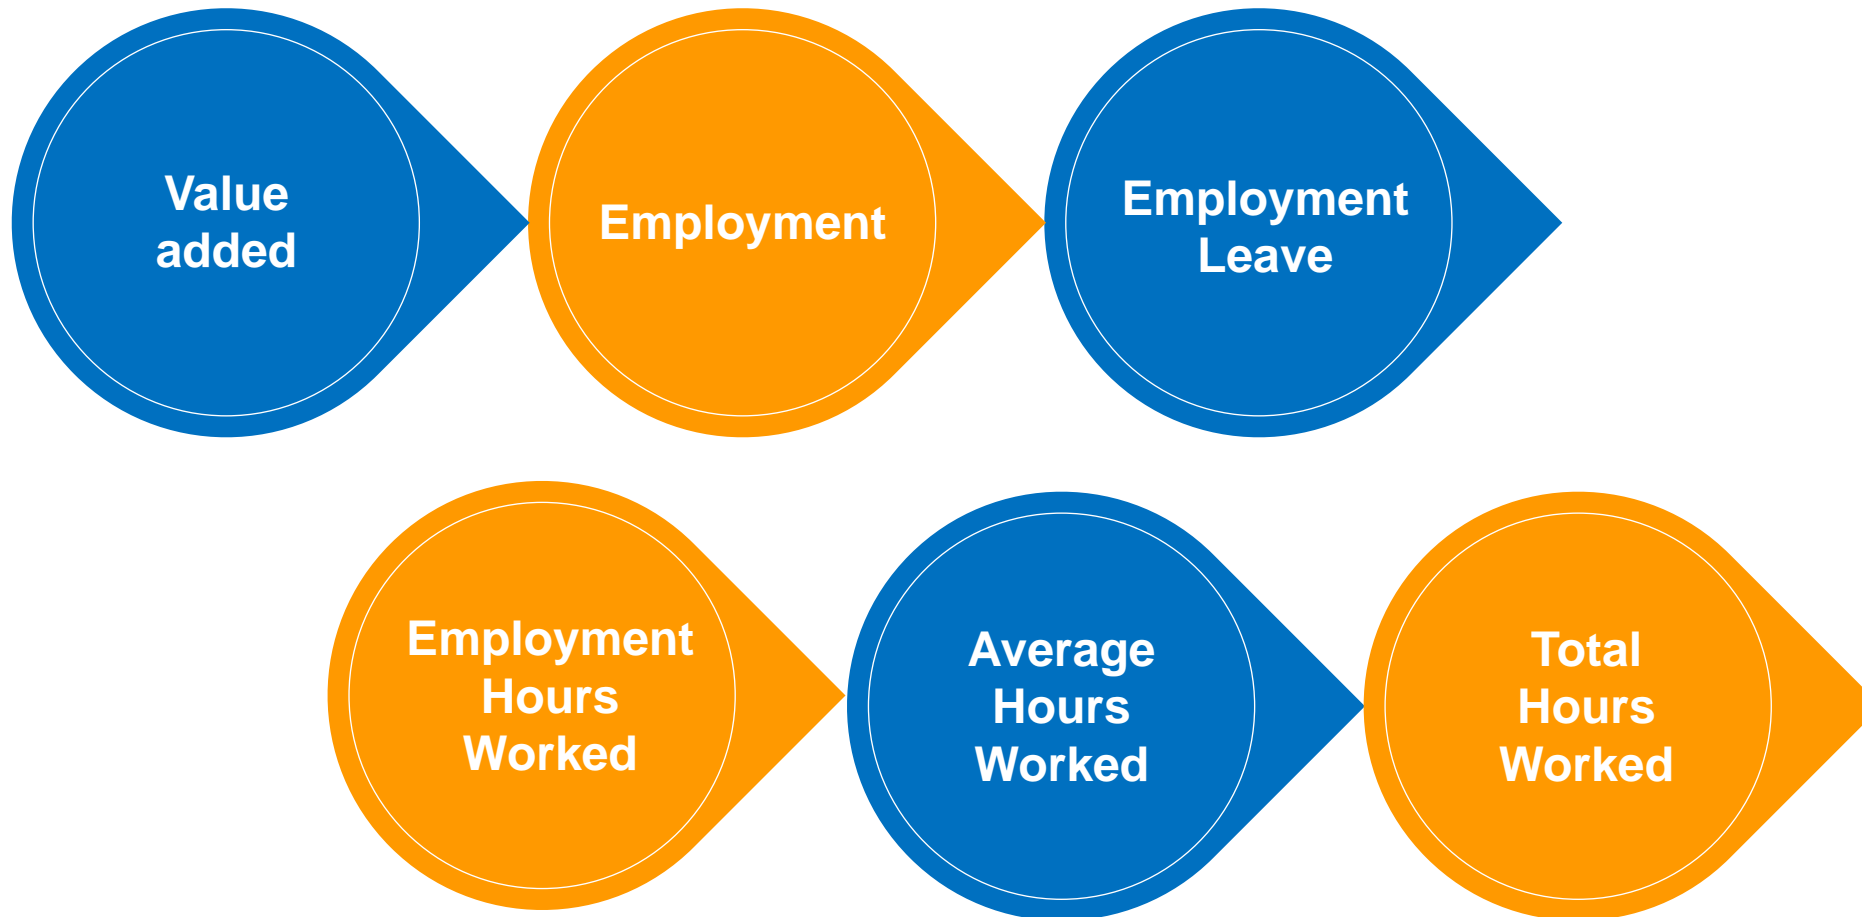 Value
added
Employment
Employment
Leave
Employment
Hours
Worked
Average
Hours
Worked
Total
Hours
Worked